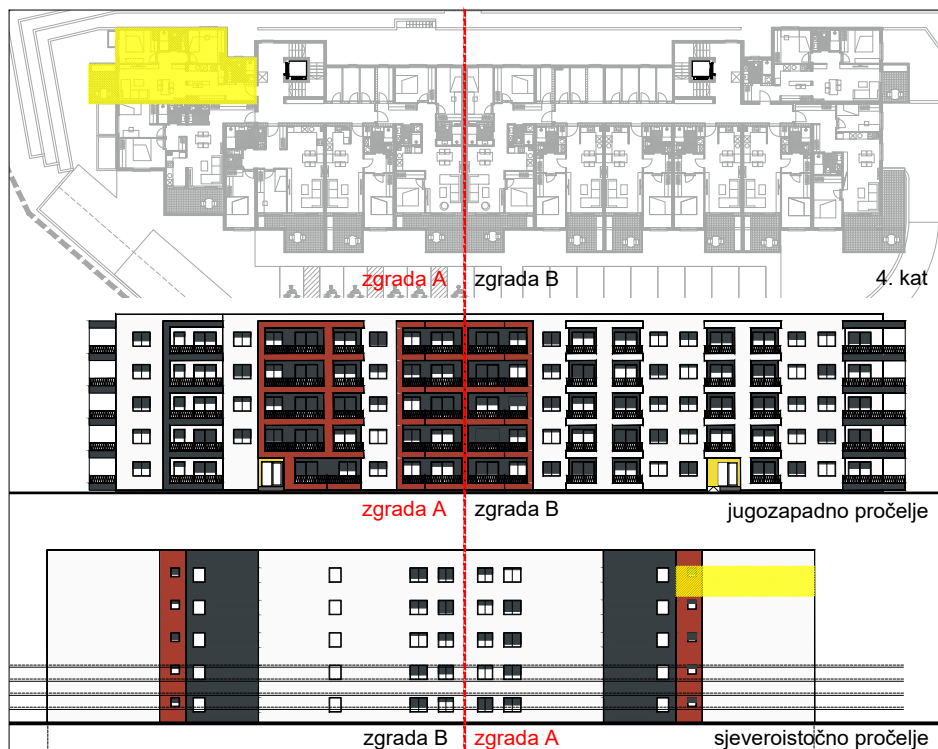 zgrada A zgrada B 4. kat
zgrada A zgrada B jugozapadno pročelje
zgrada B zgrada A sjeveroistočno pročelje